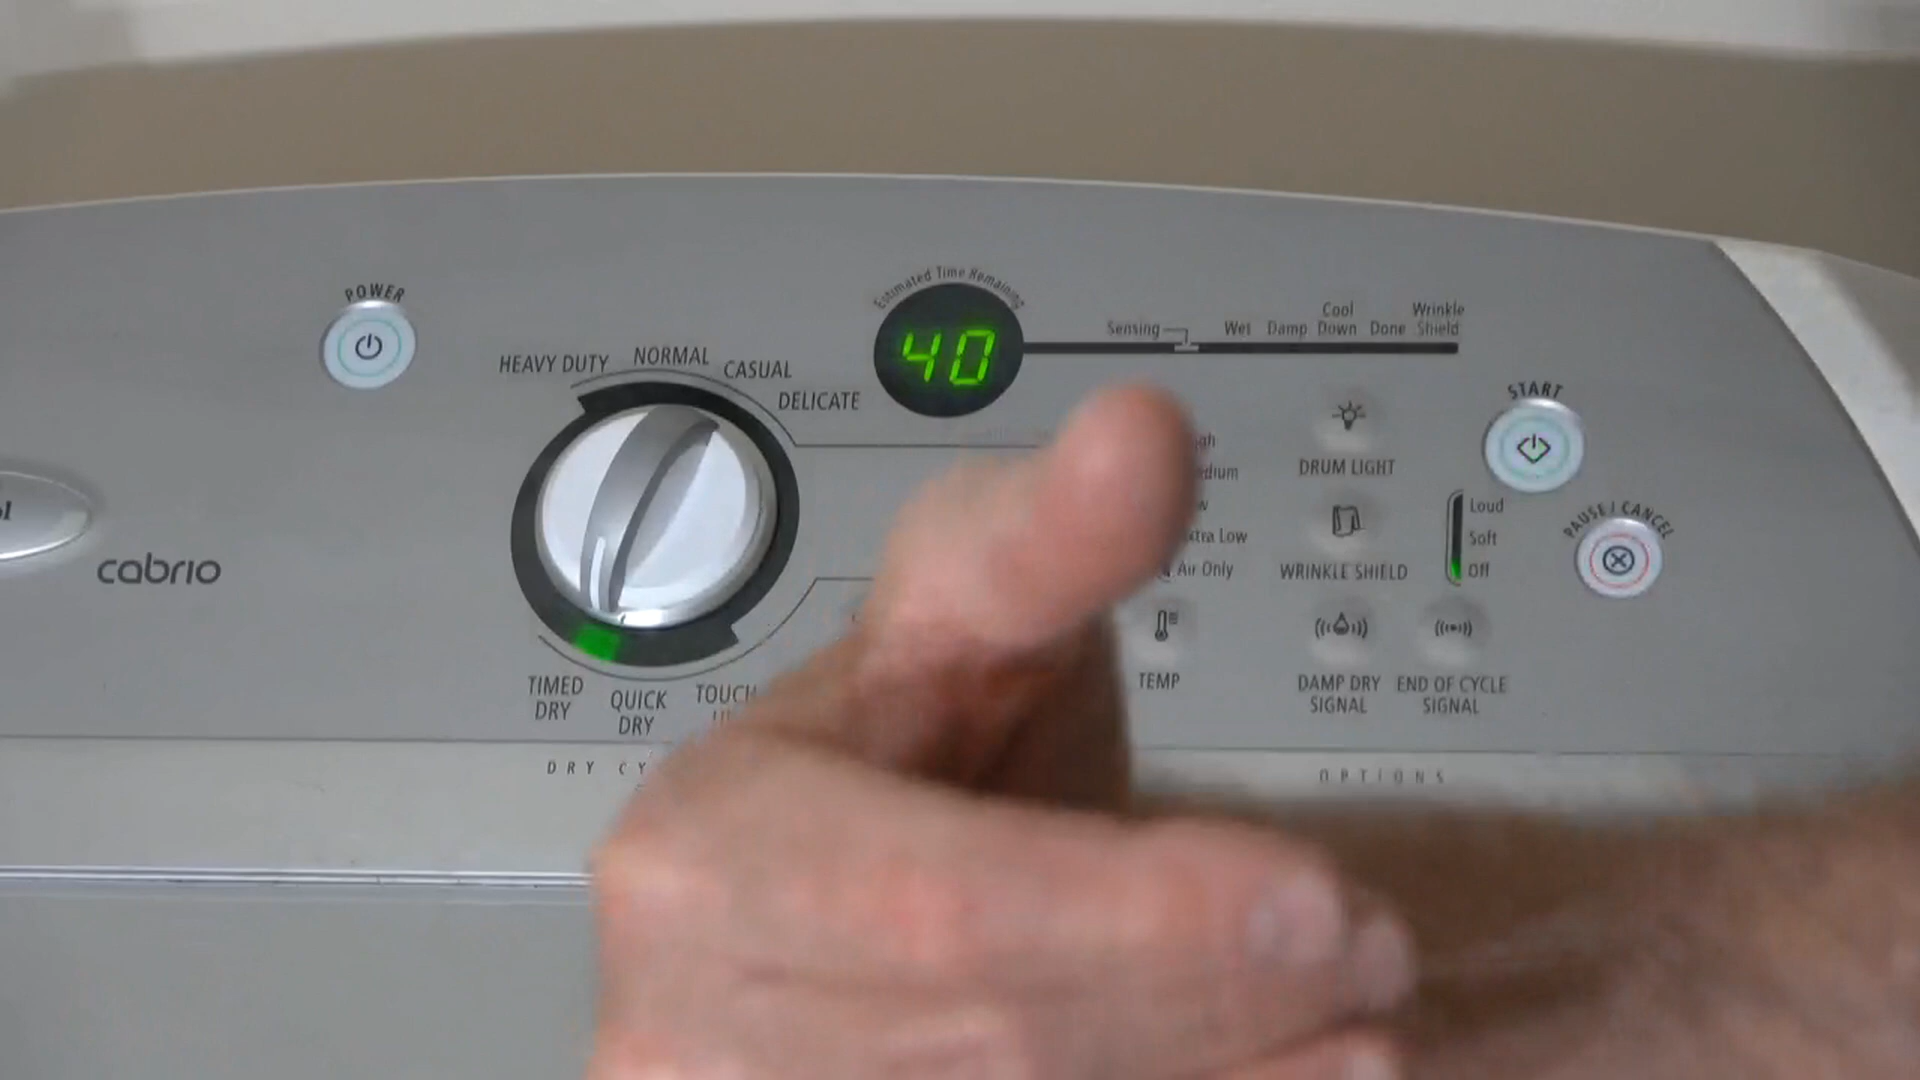 POWER
Estimated Time Remaining
40
Sensing
Wet
Damp
Cool
Down
Done
Wrinkle
Shield
HEAVY DUTY
NORMAL
CASUAL
DELICATE
START
DRUM LIGHT
Loud
Soft
Off
PAUSE / CANCEL
Air Only
WRINKLE SHIELD
cabrio
TIMED
DRY
QUICK
DRY
TOUCH
TEMP
DAMP DRY
SIGNAL
END OF CYCLE
SIGNAL
DRY
OPTIONS